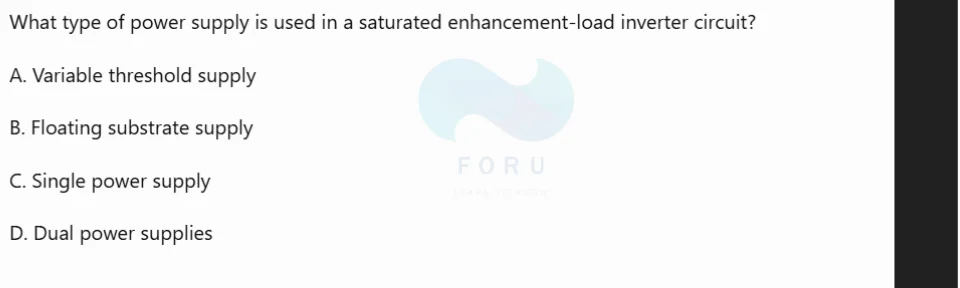 What type of power supply is used in a saturated enhancement-load inverter circuit?
A. Variable threshold supply
B. Floating substrate supply
FORU
C. Single power supply
D. Dual power supplies